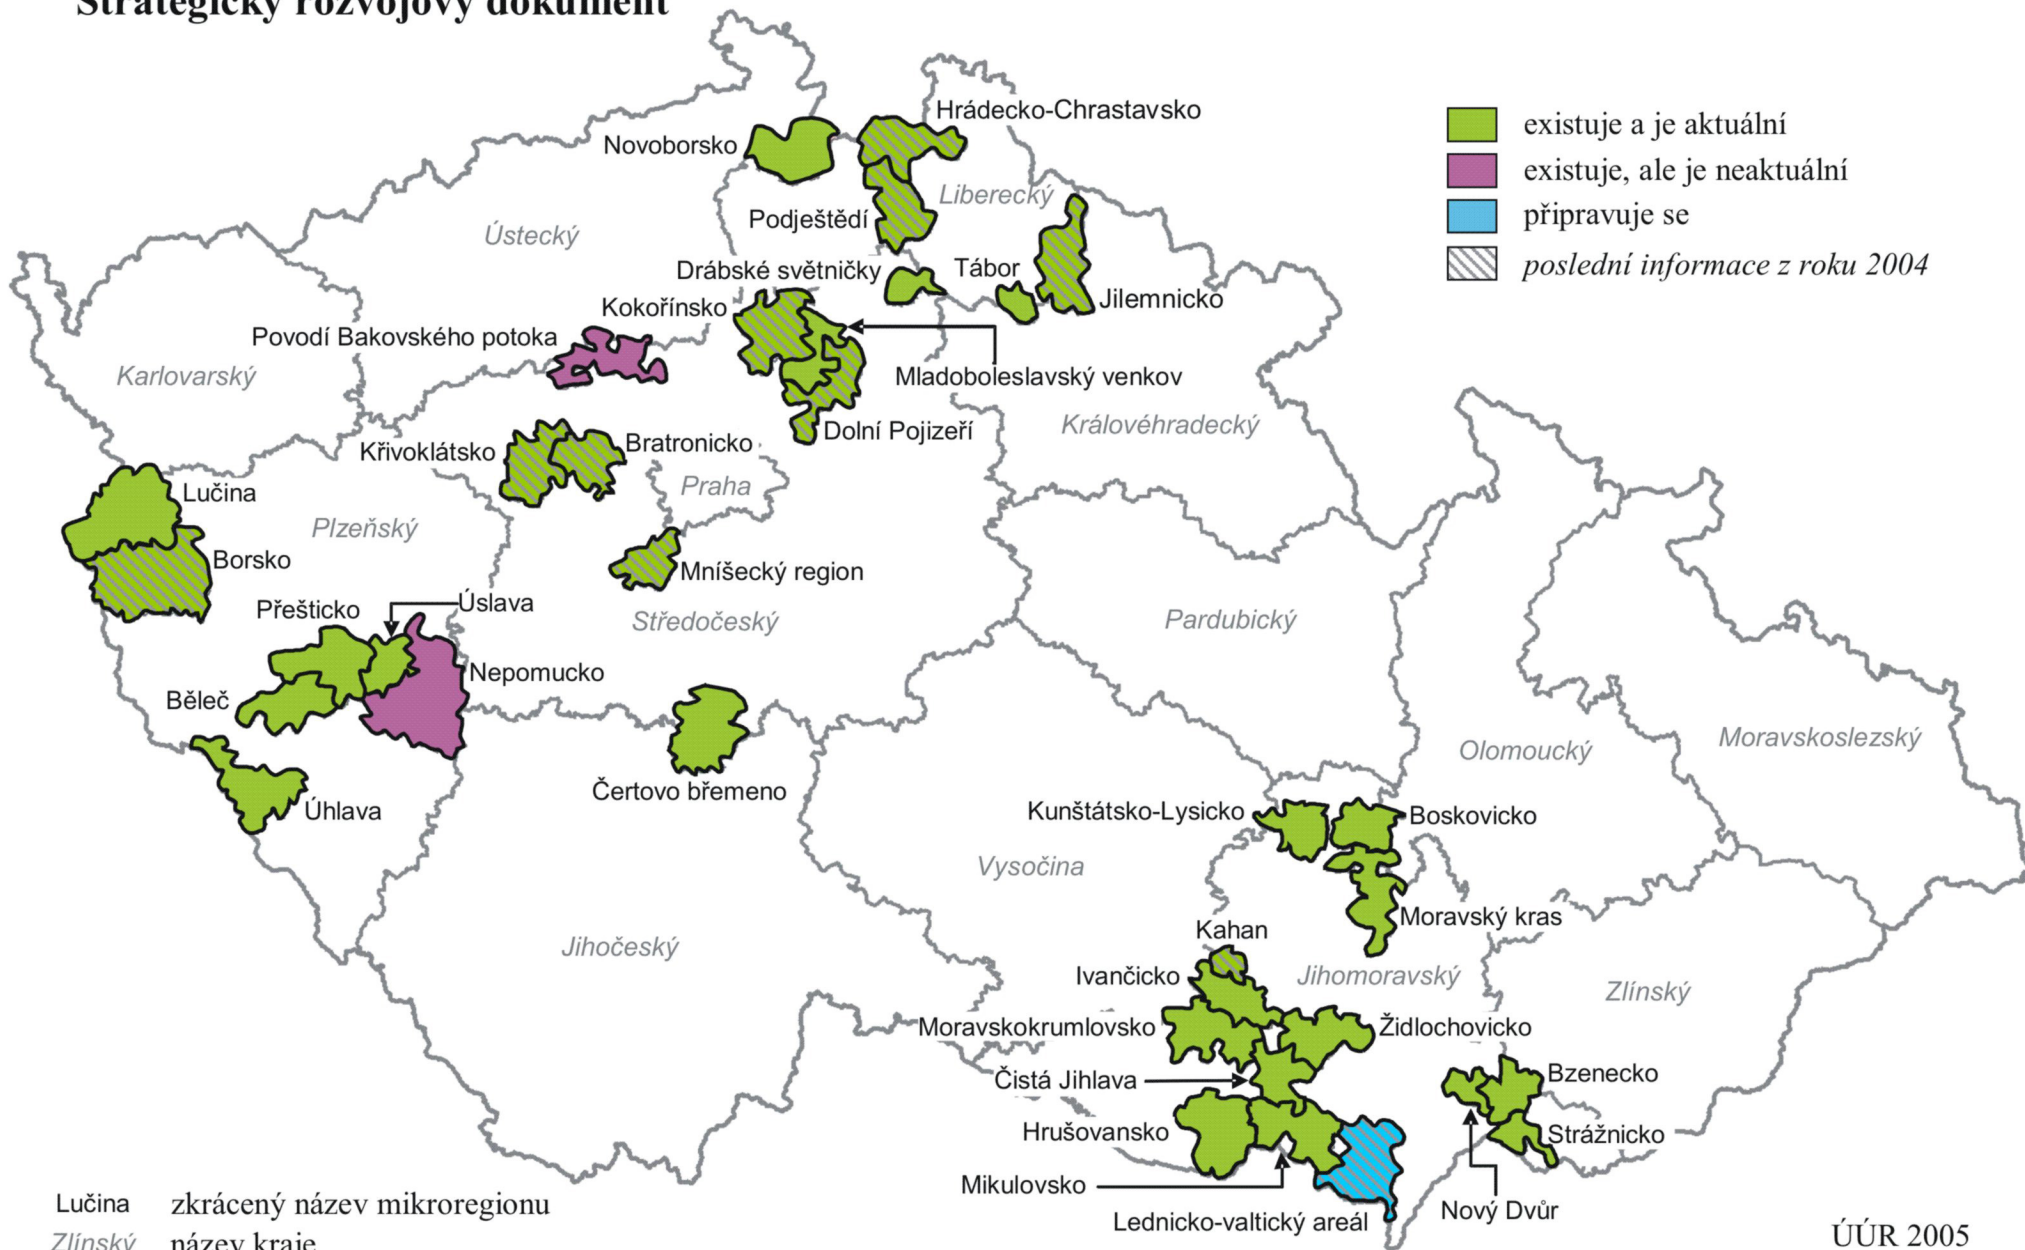 Strategický rozvojový dokument
Hrádecko-Chrastavsko
existuje a je aktuální
Novoborsko
existuje, ale je neaktuální
Liberecký
připravuje se
Podještědí
Ústecký
poslední informace z roku 2004
Drábské světničky
Tábor
Jilemnicko
Kokořínsko
Povodí Bakovského potoka
Karlovarský
Mladoboleslavský venkov
Královéhradecký
Dolní Pojizeří
Křivoklátsko
Bratronicko
Praha
Lučina
Plzeňský
Borsko
Mníšecký region
Přešticko
Úslava
Středočeský
Pardubický
Nepomucko
Běleč
Olomoucký
Moravskoslezský
Čertovo břemeno
Úhlava
Kunštátsko-Lysicko
Boskovicko
Vysočina
Moravský kras
Kahan
Jihočeský
Ivančicko
Jihomoravský
Zlínský
Moravskokrumlovsko
Židlochovicko
Čistá Jihlava
Bzenecko
Hrušovansko
Strážnicko
Mikulovsko
Nový Dvůr
Lednicko-valtický areál
Lučina zkrácený název mikroregionu
Zlínský název kraje
ÚÚR 2005